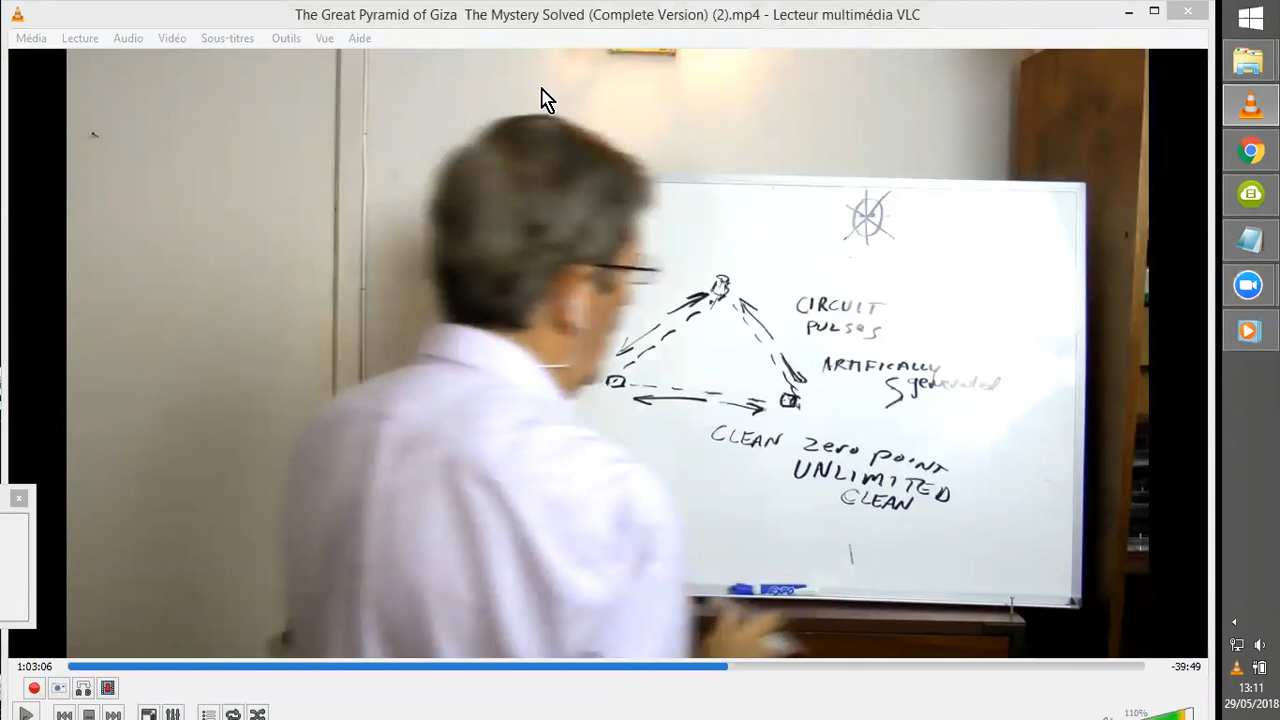 The Great Pyramid of Giza The Mystery Solved (Complete Version) (2).mp4 - Lecteur multimédia VLC
Média Lecture Audio Vidéo Sous-titres Outils Vue Aide
CIRCUIT
PULSES
ARTIFICALLY
generated
CLEAN zero point
UNLIMITED
CLEAN
EXPO
1:03:06
-39:49
110%
13:11
29/05/2018